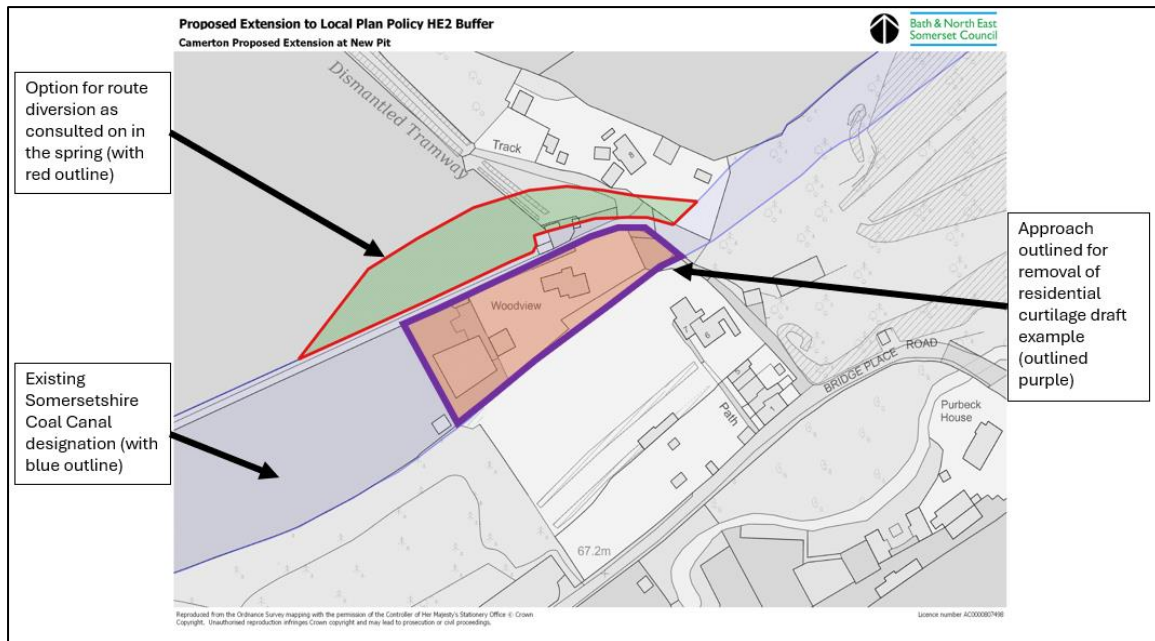 Proposed Extension to Local Plan Policy HE2 Buffer
Camerton Proposed Extension at New Pit
Bath & North East
Somerset Council
Option for route
diversion as
consulted on in
the spring (with
red outline)
Dismantled Tramway
Track
Approach
outlined for
removal of
residential
curtilage draft
example
(outlined
purple)
Woodview
Existing
Somersetshire
Coal Canal
designation (with
blue outline)
BRIDGE PLACE ROAD
Path
Purbeck
House
67.2m
Reproduced from the Ordnance Survey mapping with the permission of the Controller of Her Majesty's Stationery Office © Crown
Copyright. Unauthorised reproduction infringes Crown copyright and may lead to prosecution or civil proceedings.
Licence number AC0000807498